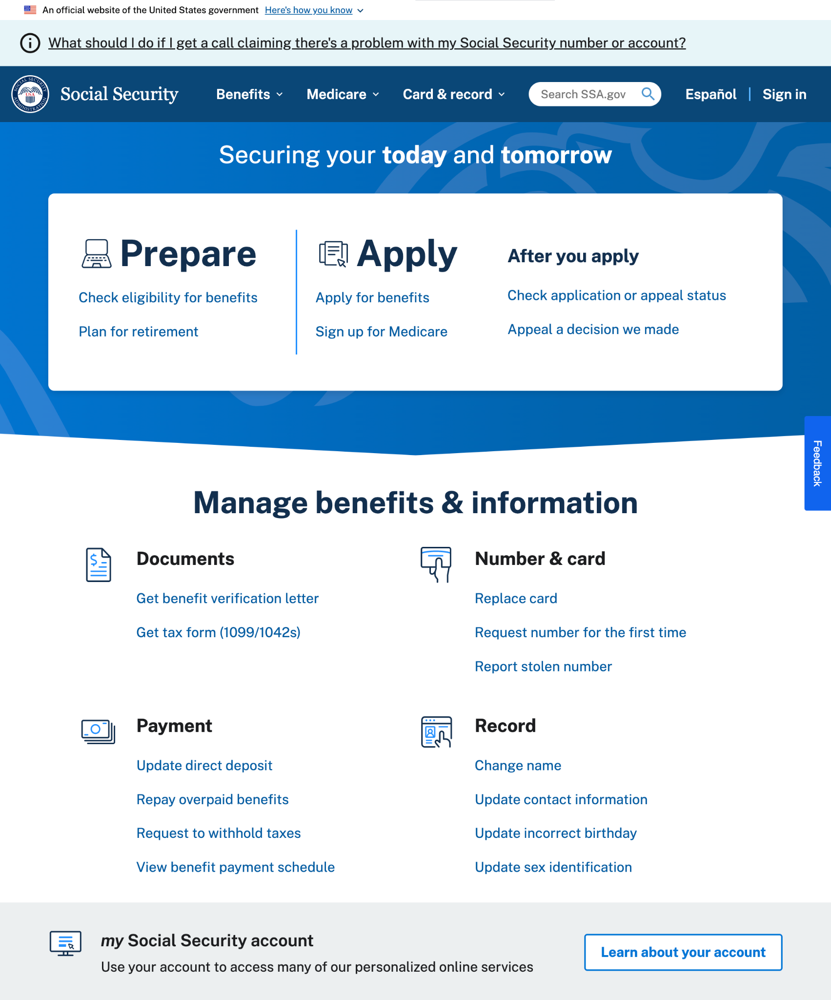 An official website of the United States government Here's how you know
What should I do if I get a call claiming there's a problem with my Social Security number or account?
SOCIAL SECURITY ADMINISTRATION
USA
Social Security
Benefits
Medicare
Card & record
Search SSA.gov
Español
Sign in
Securing your today and tomorrow
Prepare
Check eligibility for benefits
Plan for retirement
Apply
Apply for benefits
Sign up for Medicare
After you apply
Check application or appeal status
Appeal a decision we made
Feedback
Manage benefits & information
Documents
Get benefit verification letter
Get tax form (1099/1042s)
Number & card
Replace card
Request number for the first time
Report stolen number
Payment
Update direct deposit
Repay overpaid benefits
Request to withhold taxes
View benefit payment schedule
Record
Change name
Update contact information
Update incorrect birthday
Update sex identification
my Social Security account
Use your account to access many of our personalized online services
Learn about your account